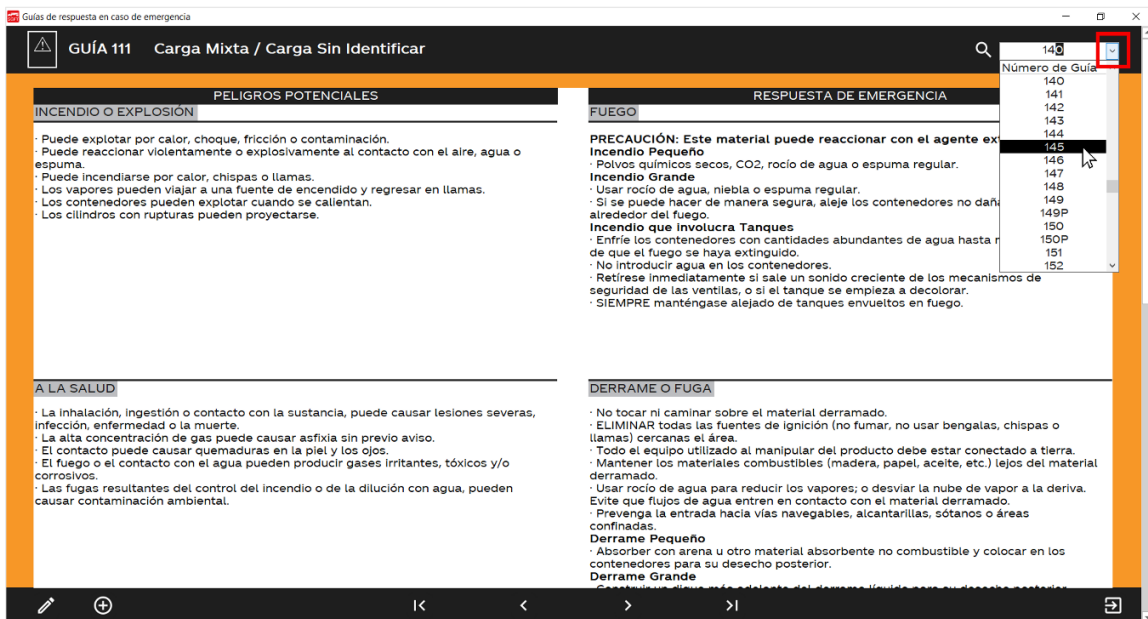 Guías de respuesta en caso de emergencia
GUÍA 111 Carga Mixta / Carga Sin Identificar
140
Número de Guía
140
141
142
143
144
145
146
147
148
149
149P
150
150P
151
152
PELIGROS POTENCIALES
INCENDIO O EXPLOSIÓN
· Puede explotar por calor, choque, fricción o contaminación.
· Puede reaccionar violentamente o explosivamente al contacto con el aire, agua o
espuma.
· Puede incendiarse por calor, chispas o llamas.
· Los vapores pueden viajar a una fuente de encendido y regresar en llamas.
· Los contenedores pueden explotar cuando se calientan.
· Los cilindros con rupturas pueden proyectarse.
A LA SALUD
· La inhalación, ingestión o contacto con la sustancia, puede causar lesiones severas,
infección, enfermedad o la muerte.
· La alta concentración de gas puede causar asfixia sin previo aviso.
· El contacto puede causar quemaduras en la piel y los ojos.
· El fuego o el contacto con el agua pueden producir gases irritantes, tóxicos y/o
corrosivos.
· Las fugas resultantes del control del incendio o de la dilución con agua, pueden
causar contaminación ambiental.
RESPUESTA DE EMERGENCIA
FUEGO
PRECAUCIÓN: Este material puede reaccionar con el agente
Incendio Pequeño
· Polvos químicos secos, CO2, rocío de agua o espuma regular.
Incendio Grande
· Usar rocío de agua, niebla o espuma regular.
· Si se puede hacer de manera segura, aleje los contenedores no
alrededor del fuego.
Incendio que involucra Tanques
· Enfríe los contenedores con cantidades abundantes de agua hasta
de que el fuego se haya extinguido.
· No introducir agua en los contenedores.
· Retírese inmediatamente si sale un sonido creciente de los mecanismos de
seguridad de las ventilas, o si el tanque se empieza a decolorar.
· SIEMPRE manténgase alejado de tanques envueltos en fuego.
DERRAME O FUGA
· No tocar ni caminar sobre el material derramado.
· ELIMINAR todas las fuentes de ignición (no fumar, no usar bengalas, chispas o
llamas) cercanas el área.
· Todo el equipo utilizado al manipular del producto debe estar conectado a tierra.
· Mantener los materiales combustibles (madera, papel, aceite, etc.) lejos del material
derramado.
· Usar rocío de agua para reducir los vapores; o desviar la nube de vapor a la deriva.
Evite que flujos de agua entren en contacto con el material derramado.
· Prevenga la entrada hacia vías navegables, alcantarillas, sótanos o áreas
confinadas.
Derrame Pequeño
· Absorber con arena u otro material absorbente no combustible y colocar en los
contenedores para su desecho posterior.
Derrame Grande